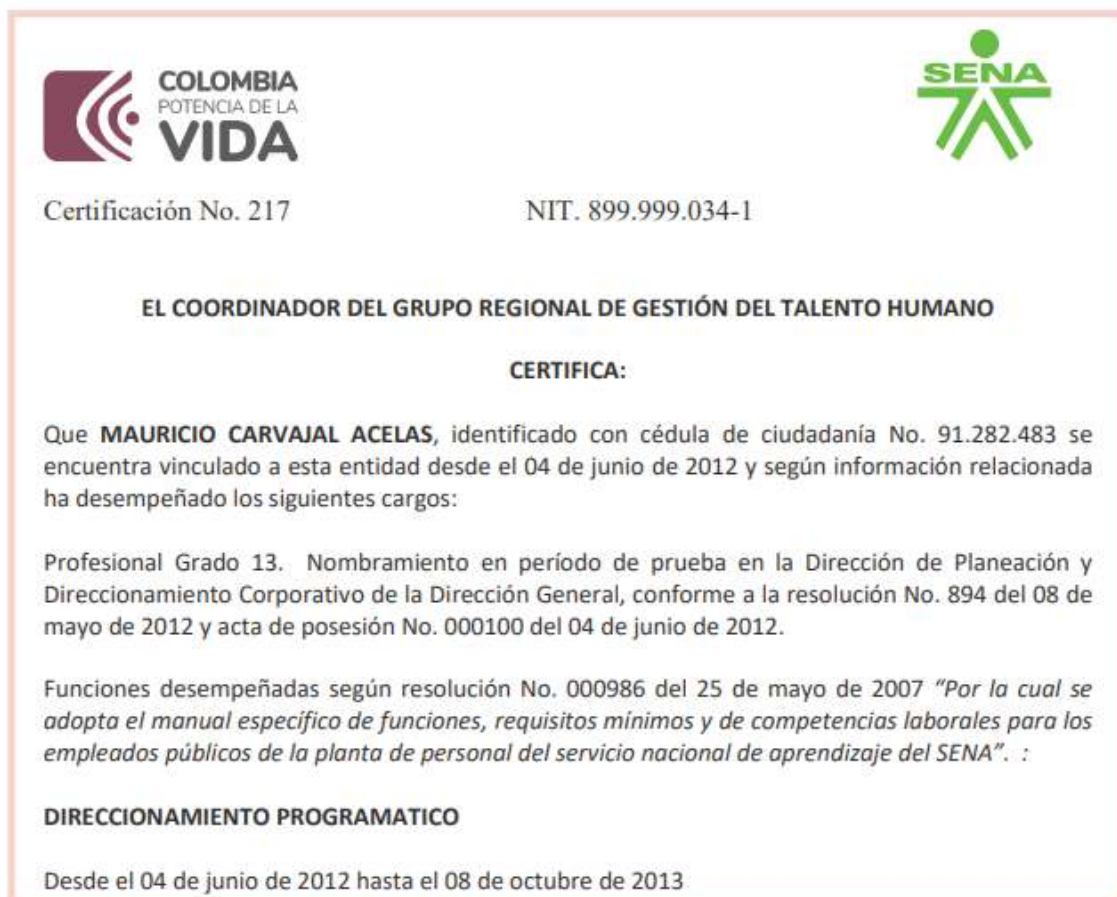 COLOMBIA
POTENCIA DE LA
VIDA
SENA
Certificación No. 217 NIT. 899.999.034-1
EL COORDINADOR DEL GRUPO REGIONAL DE GESTIÓN DEL TALENTO HUMANO
CERTIFICA:
Que MAURICIO CARVAJAL ACELAS, identificado con cédula de ciudadanía No. 91.282.483 se
encuentra vinculado a esta entidad desde el 04 de junio de 2012 y según información relacionada
ha desempeñado los siguientes cargos:
Profesional Grado 13. Nombramiento en período de prueba en la Dirección de Planeación y
Direccionamiento Corporativo de la Dirección General, conforme a la resolución No. 894 del 08 de
mayo de 2012 y acta de posesión No. 000100 del 04 de junio de 2012.
Funciones desempeñadas según resolución No. 000986 del 25 de mayo de 2007 “Por la cual se
adopta el manual específico de funciones, requisitos mínimos y de competencias laborales para los
empleados públicos de la planta de personal del servicio nacional de aprendizaje del SENA”. :
DIRECCIONAMIENTO PROGRAMATICO
Desde el 04 de junio de 2012 hasta el 08 de octubre de 2013